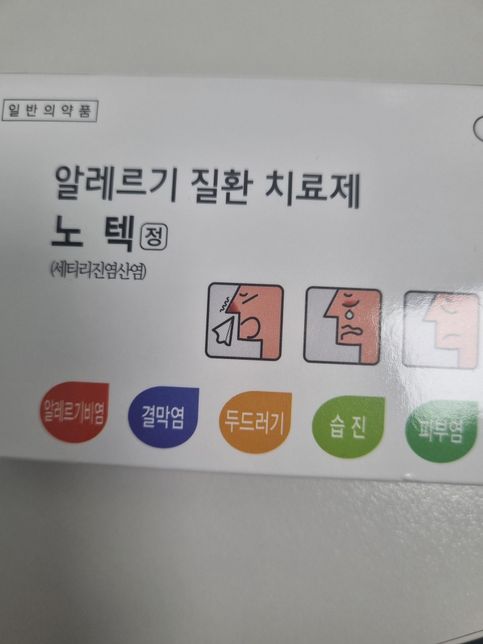 일반의약품
알레르기 질환 치료제
노텍정
(세티리진염산염)
알레르기비염
결막염
두드러기
습진
피부염